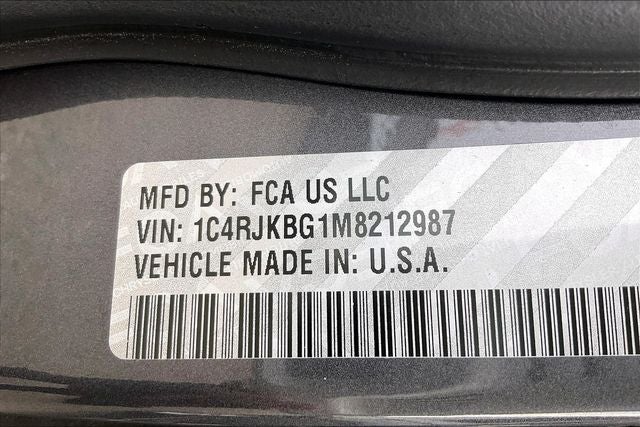 MFD BY: FCA US LLC
VIN: 1C4RJKBG1M8212987
VEHICLE MADE IN: U.S.A.